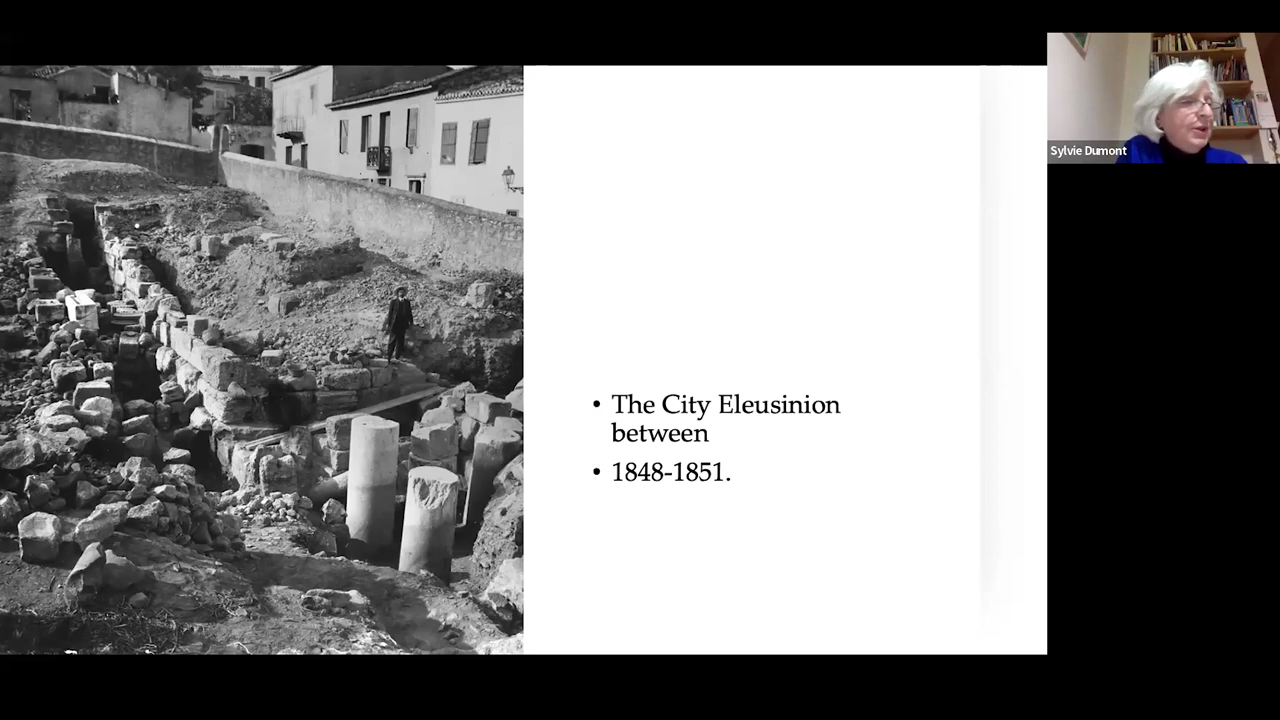 • The City Eleusinion
between
• 1848-1851.
Sylvie Dumont